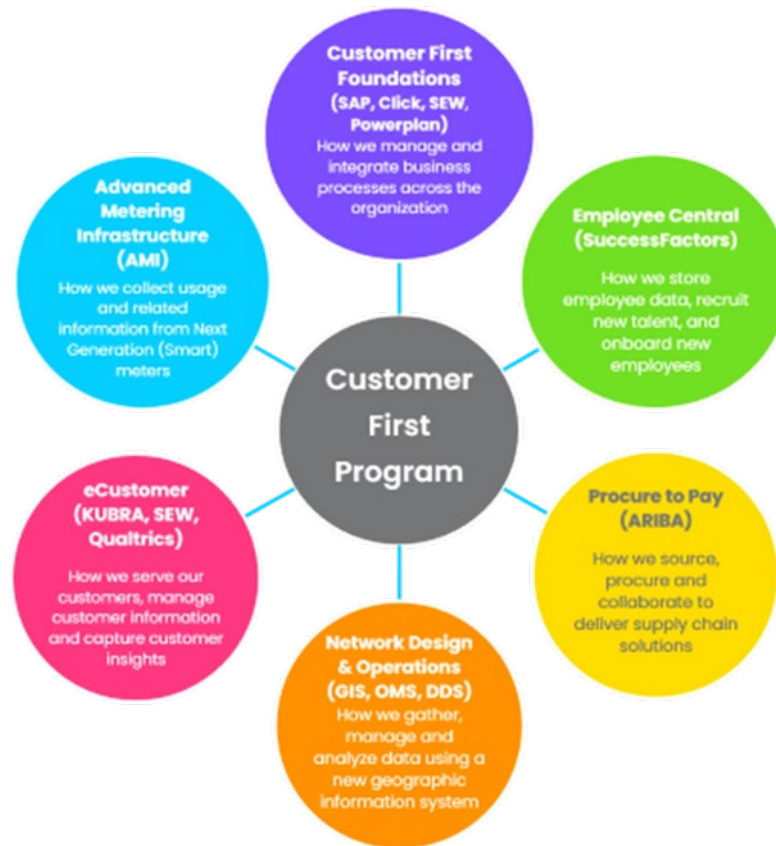 Customer First
Foundations
(SAP, Click, SEW,
Powerplan)
How we manage and
integrate business
processes across the
organization
Advanced
Metering
Infrastructure
(AMI)
How we collect usage
and related
information from Next
Generation (Smart)
meters
Employee Central
(SuccessFactors)
How we store
employee data, recruit
new talent, and
onboard new
employees
Customer
First
Program
eCustomer
(KUBRA, SEW,
Qualtrics)
How we serve our
customers, manage
customer information
and capture customer
insights
Procure to Pay
(ARIBA)
How we source,
procure and
collaborate to
deliver supply chain
solutions
Network Design
& Operations
(GIS, OMS, DDS)
How we gather,
manage and
analyze data using a
new geographic
information system